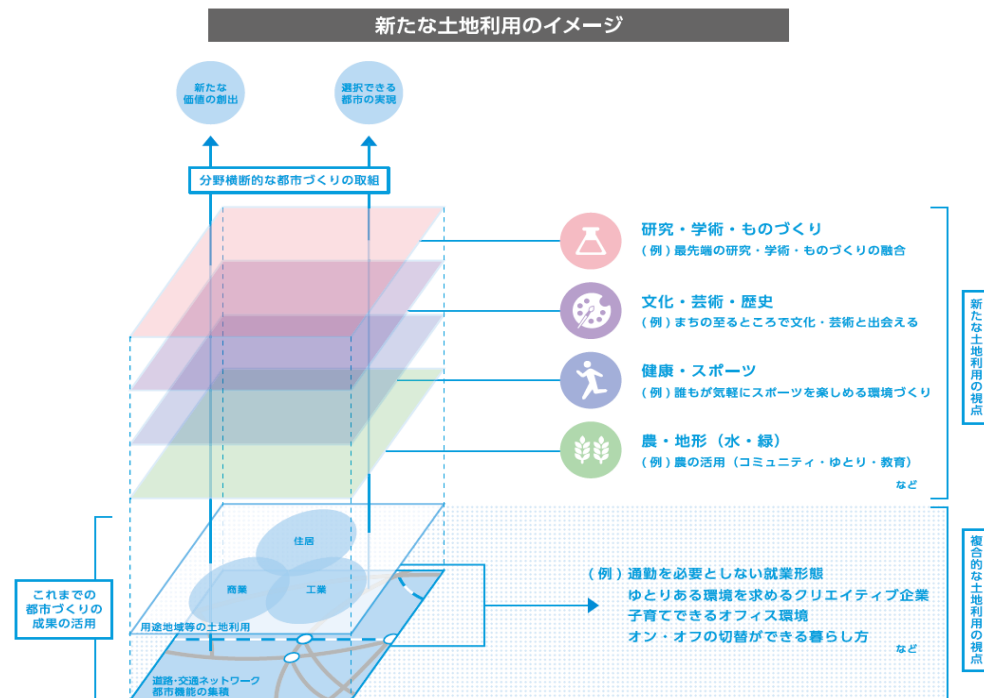 新たな土地利用のイメージ
新たな
価値の創出
選択できる
都市の実現
分野横断的な都市づくりの取組
研究・学術・ものづくり
(例)最先端の研究・学術・ものづくりの融合
文化・芸術・歴史
(例)まちの至るところで文化・芸術と出会える
健康・スポーツ
(例)誰もが気軽にスポーツを楽しめる環境づくり
農・地形（水・緑）
(例)農の活用（コミュニティ・ゆとり・教育）
など
新たな土地利用の視点
住居
商業
工業
用途地域等の土地利用
道路・交通ネットワーク
都市機能の集積
これまでの
都市づくりの
成果の活用
(例)通勤を必要としない就業形態
ゆとりある環境を求めるクリエイティブ企業
子育てできるオフィス環境
オン・オフの切替ができる暮らし方
など
複合的な土地利用の視点